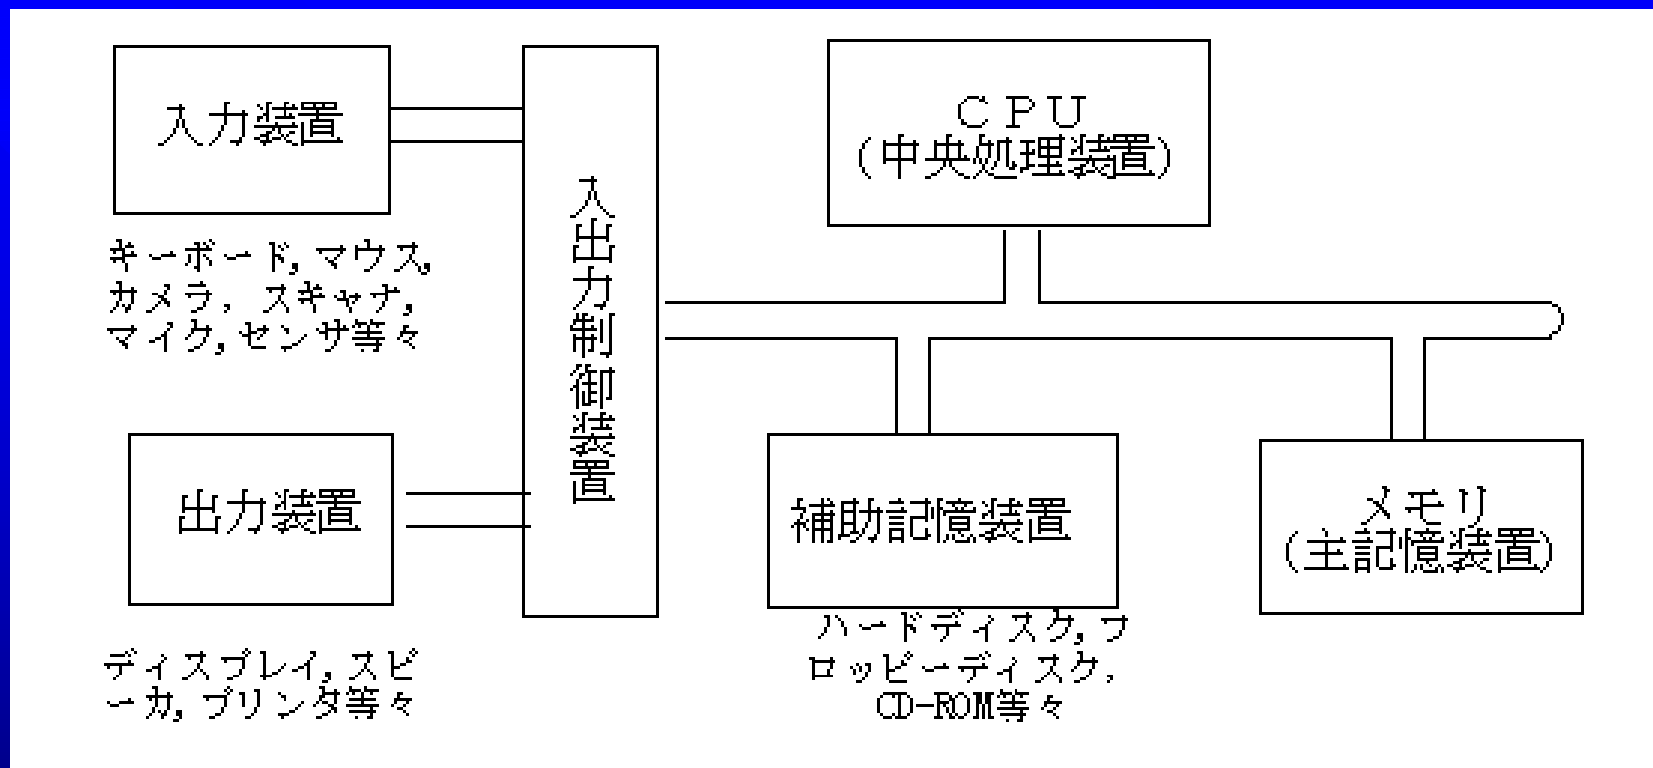 入力装置
キーボード, マウス,
カメラ, スキャナ,
マイク, センサ等々
出力装置
ディスプレイ, スピ
ーカ, プリンタ等々
入出力制御装置
ＣＰＵ
(中央処理装置)
補助記憶装置
ハードディスク, フ
ロッピーディスク,
CD-ROM等々
メモリ
(主記憶装置)